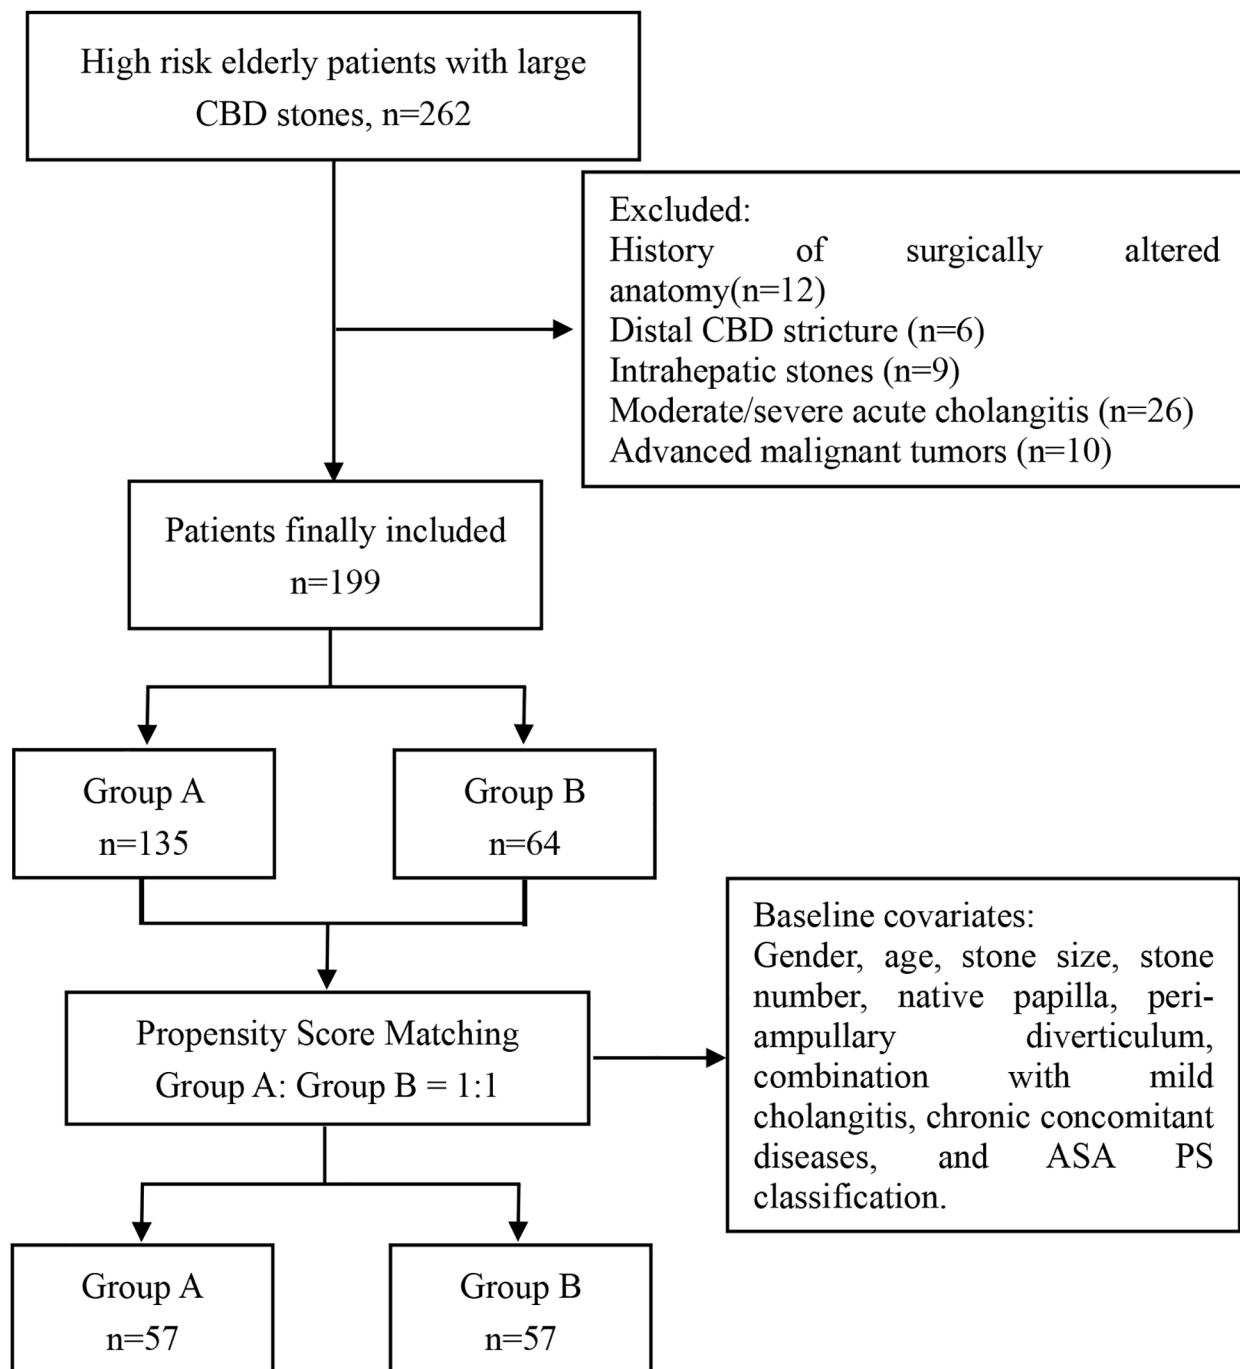 High risk elderly patients with large
CBD stones, n=262
Excluded:
History of surgically altered
anatomy(n=12)
Distal CBD stricture (n=6)
Intrahepatic stones (n=9)
Moderate/severe acute cholangitis (n=26)
Advanced malignant tumors (n=10)
Patients finally included
n=199
Group A
n=135
Group B
n=64
Baseline covariates:
Gender, age, stone size, stone
number, native papilla, peri-
ampullary diverticulum,
combination with mild
cholangitis, chronic concomitant
diseases, and ASA PS
classification.
Propensity Score Matching
Group A: Group B = 1:1
Group A
n=57
Group B
n=57